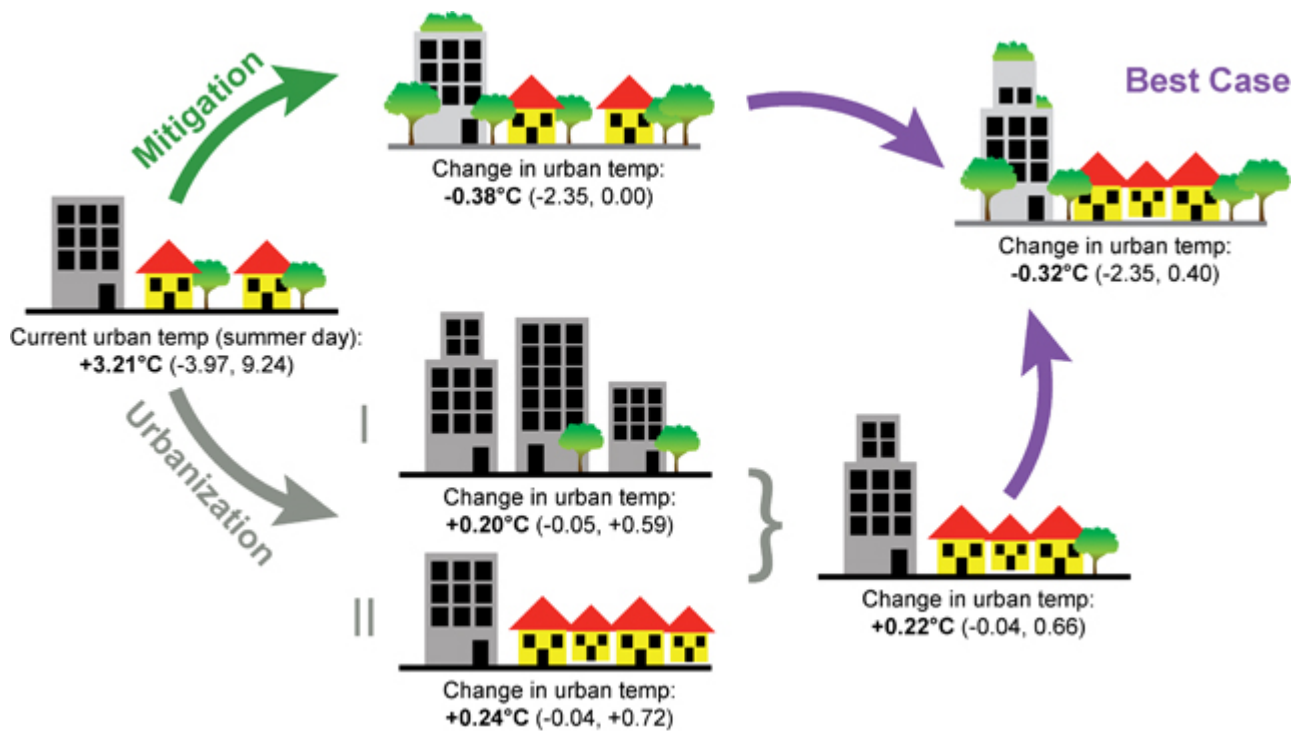 Mitigation
Change in urban temp:
-0.38°C (-2.35, 0.00)
Best Case
Change in urban temp:
-0.32°C (-2.35, 0.40)
Current urban temp (summer day):
+3.21°C (-3.97, 9.24)
Urbanization
I
Change in urban temp:
+0.20°C (-0.05, +0.59)
II
Change in urban temp:
+0.24°C (-0.04, +0.72)
}
Change in urban temp:
+0.22°C (-0.04, 0.66)